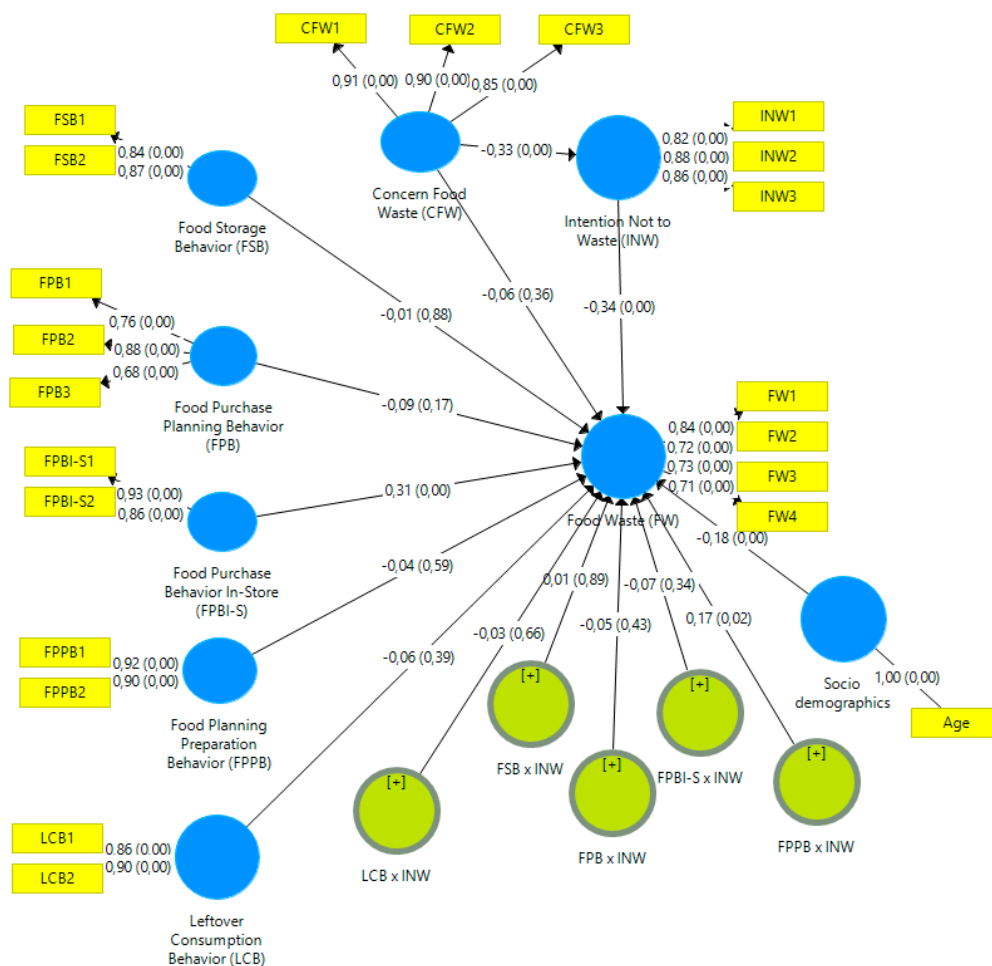 CFW1
CFW2
CFW3
0,91 (0,00)
0,90 (0,00)
0,85 (0,00)
FSB1
FSB2
0,84 (0,00)
0,87 (0,00)
Food Storage
Behavior (FSB)
Concern Food
Waste (CFW)
-0,33 (0,00)
Intention Not to
Waste (INW)
0,82 (0,00)
0,88 (0,00)
0,86 (0,00)
INW1
INW2
INW3
FPB1
FPB2
FPB3
0,76 (0,00)
0,88 (0,00)
0,68 (0,00)
Food Purchase
Planning Behavior
(FPB)
-0,06 (0,36)
-0,34 (0,00)
-0,01 (0,88)
-0,09 (0,17)
FW1
FW2
FW3
FW4
0,84 (0,00)
0,72 (0,00)
0,73 (0,00)
0,71 (0,00)
Food Waste (FW)
FPBI-S1
FPBI-S2
0,93 (0,00)
0,86 (0,00)
Food Purchase
Behavior In-Store
(FPBI-S)
0,31 (0,00)
-0,18 (0,00)
-0,04 (0,59)
0,01 (0,89)
-0,07 (0,34)
-0,03 (0,66)
-0,05 (0,43)
0,17 (0,02)
-0,06 (0,39)
FPPB1
FPPB2
0,92 (0,00)
0,90 (0,00)
Food Planning
Preparation
Behavior (FPPB)
Socio
demographics
1,00 (0,00)
Age
[+]
FSB x INW
[+]
FPBI-S x INW
[+]
LCB x INW
[+]
FPB x INW
[+]
FPPB x INW
LCB1
LCB2
0,86 (0,00)
0,90 (0,00)
Leftover
Consumption
Behavior (LCB)